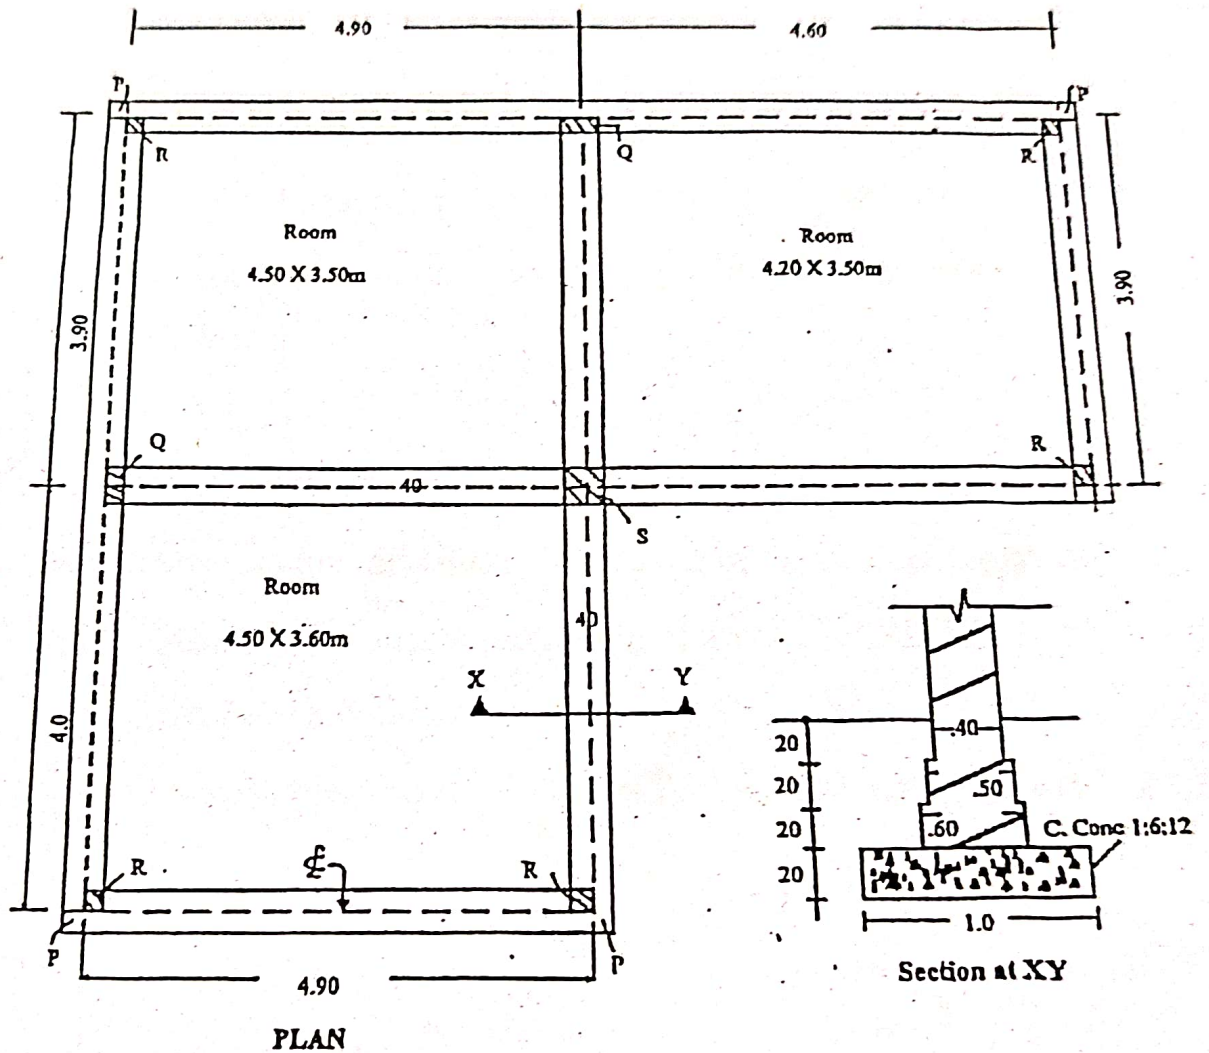 4.90
4.60
P
P
R
Q
R
Room
4.50 X 3.50m
Room
4.20 X 3.50m
3.90
3.90
Q
R
40
S
Room
4.50 X 3.60m
40
X
Y
4.0
20
.40
20
.50
20
.60
C. Conc 1:6:12
20
R
℄
R
1.0
P
P
Section at XY
4.90
PLAN